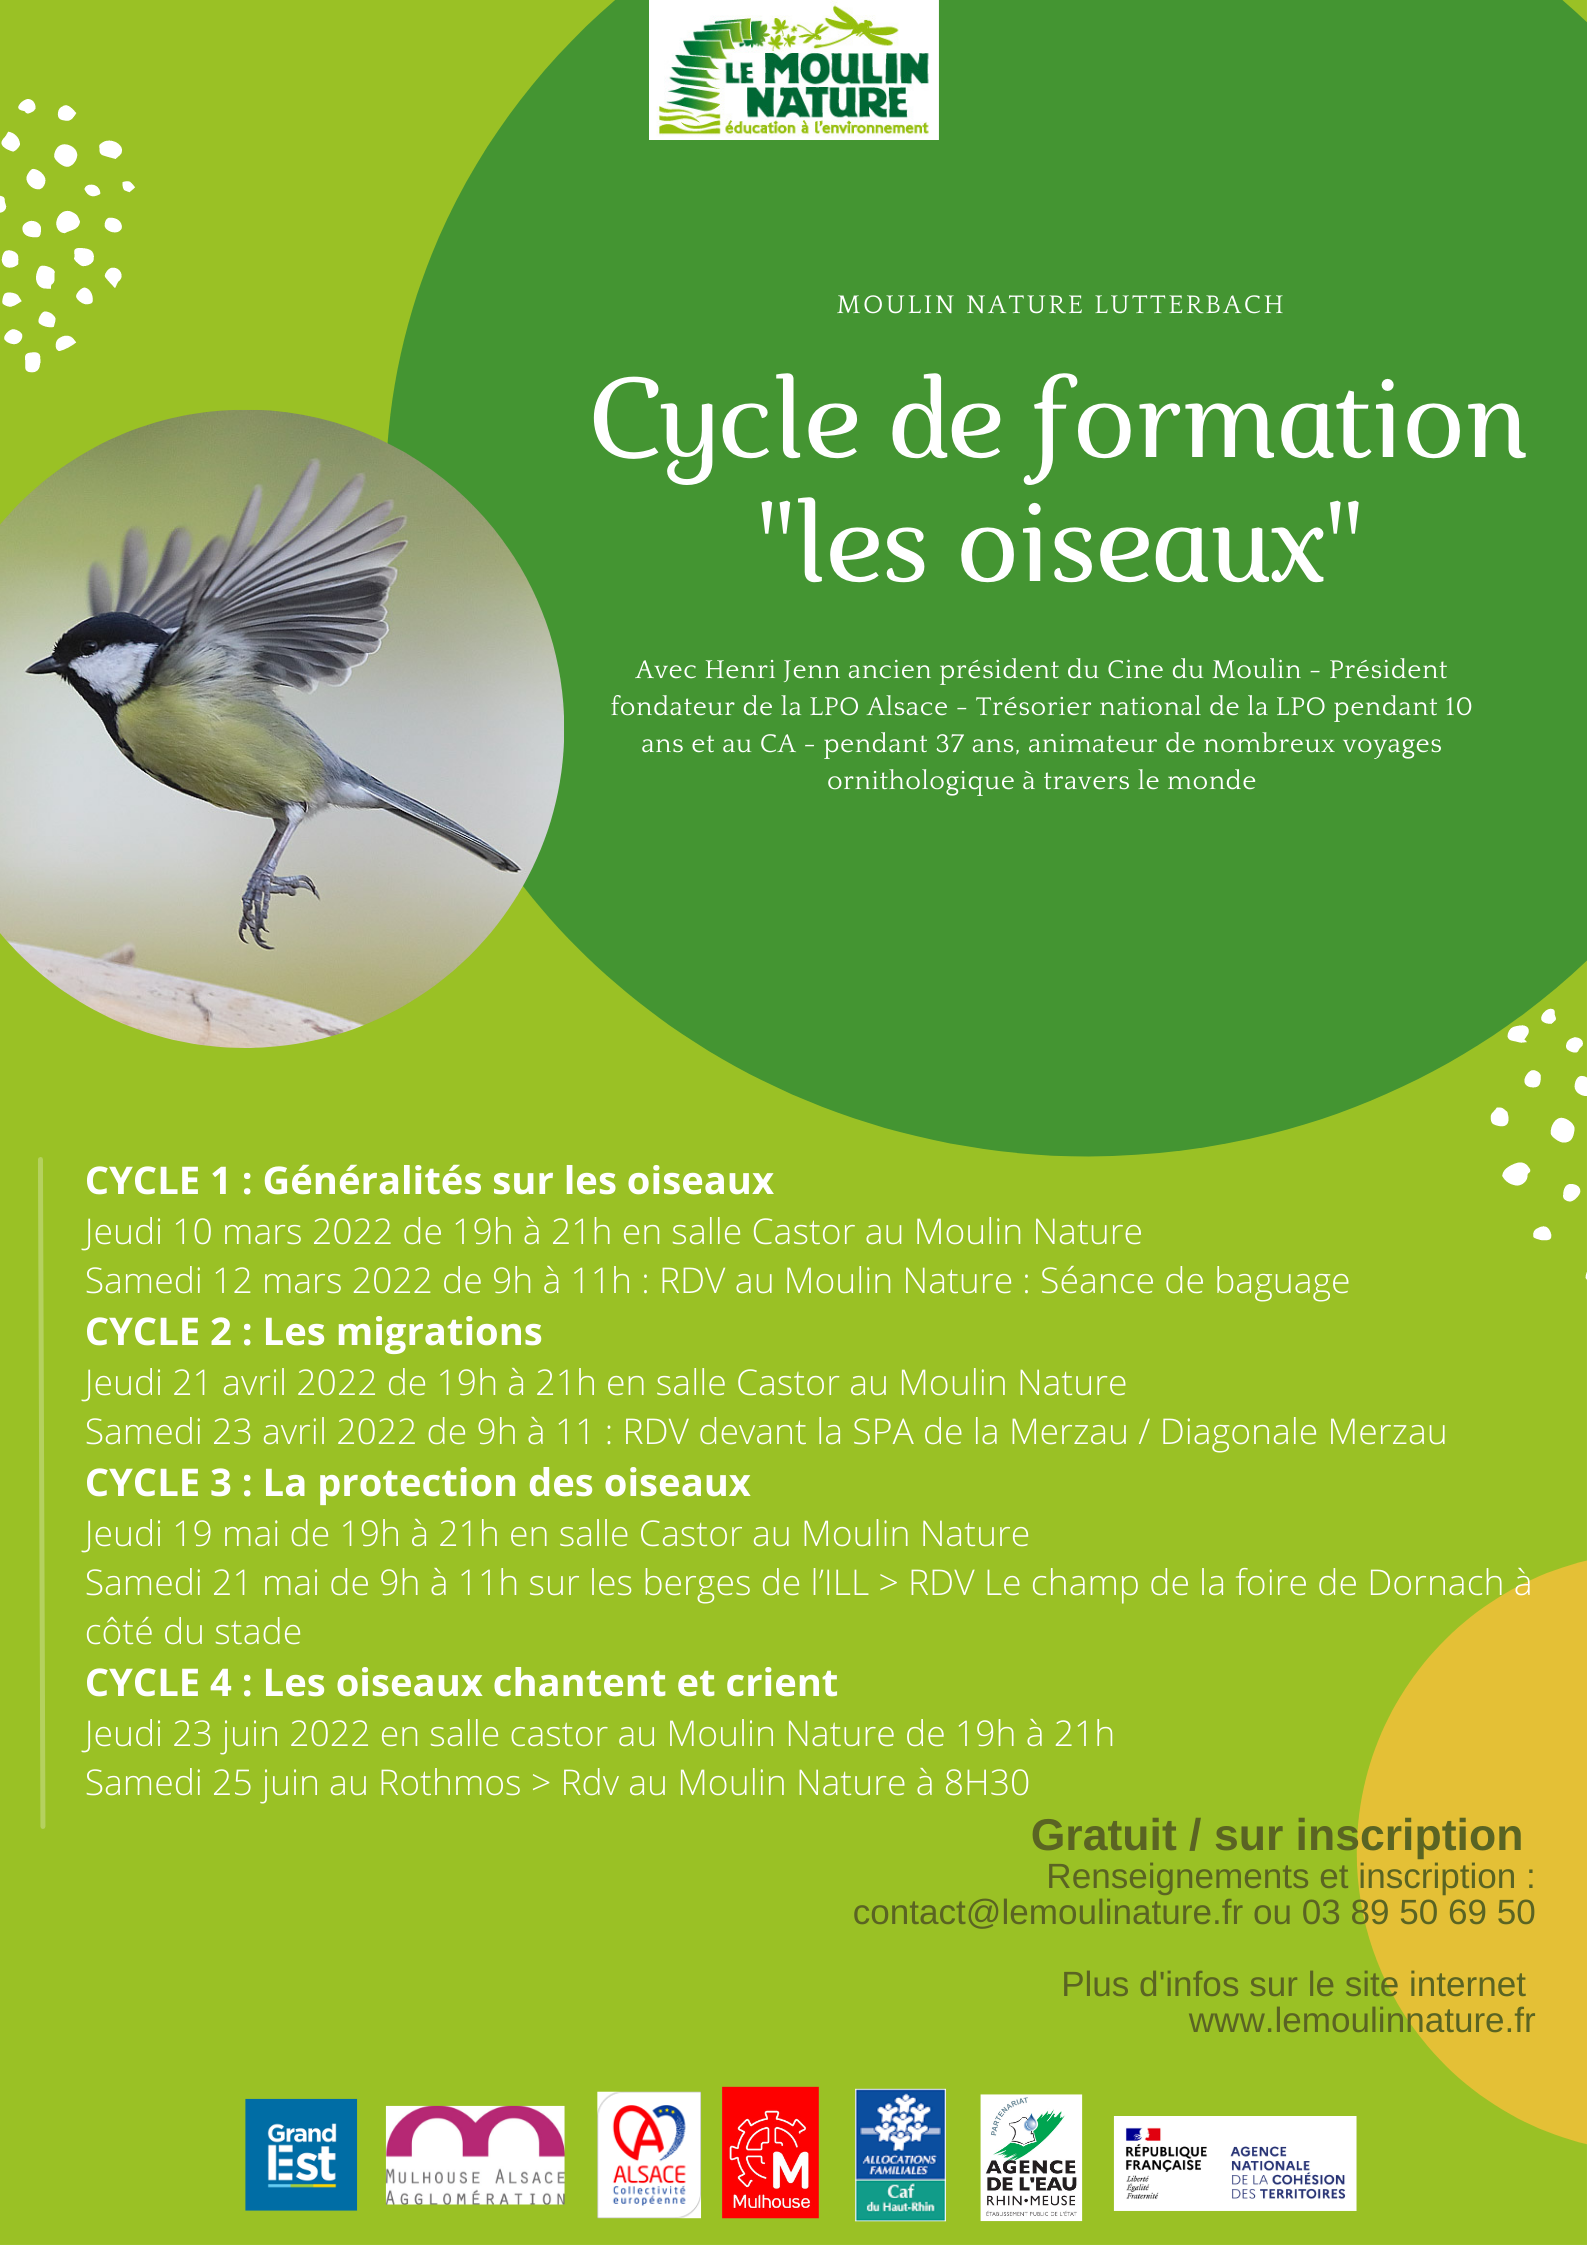 LE MOULIN
NATURE
éducation à l'environnement
MOULIN NATURE LUTTERBACH
Cycle de formation
"les oiseaux"
Avec Henri Jenn ancien président du Cine du Moulin - Président
fondateur de la LPO Alsace - Trésorier national de la LPO pendant 10
ans et au CA - pendant 37 ans, animateur de nombreux voyages
ornithologique à travers le monde
CYCLE 1 : Généralités sur les oiseaux
Jeudi 10 mars 2022 de 19h à 21h en salle Castor au Moulin Nature
Samedi 12 mars 2022 de 9h à 11h : RDV au Moulin Nature : Séance de baguage
CYCLE 2 : Les migrations
Jeudi 21 avril 2022 de 19h à 21h en salle Castor au Moulin Nature
Samedi 23 avril 2022 de 9h à 11 : RDV devant la SPA de la Merzau / Diagonale Merzau
CYCLE 3 : La protection des oiseaux
Jeudi 19 mai de 19h à 21h en salle Castor au Moulin Nature
Samedi 21 mai de 9h à 11h sur les berges de l'ILL > RDV Le champ de la foire de Dornach à
côté du stade
CYCLE 4 : Les oiseaux chantent et crient
Jeudi 23 juin 2022 en salle castor au Moulin Nature de 19h à 21h
Samedi 25 juin au Rothmos > Rdv au Moulin Nature à 8H30
Gratuit / sur inscription
Renseignements et inscription :
contact@lemoulinature.fr ou 03 89 50 69 50
Plus d'infos sur le site internet
www.lemoulinnature.fr
Grand
Est
MULHOUSE ALSACE
AGGLOMÉRATION
ALSACE
Collectivité
européenne
M
Mulhouse
ALLOCATIONS
FAMILIALES
Caf
du Haut-Rhin
PARTENARIAT
AGENCE
DE L'EAU
RHIN•MEUSE
ÉTABLISSEMENT PUBLIC DE L'ÉTAT
RÉPUBLIQUE
FRANÇAISE
Liberté
Égalité
Fraternité
AGENCE
NATIONALE
DE LA COHÉSION
DES TERRITOIRES